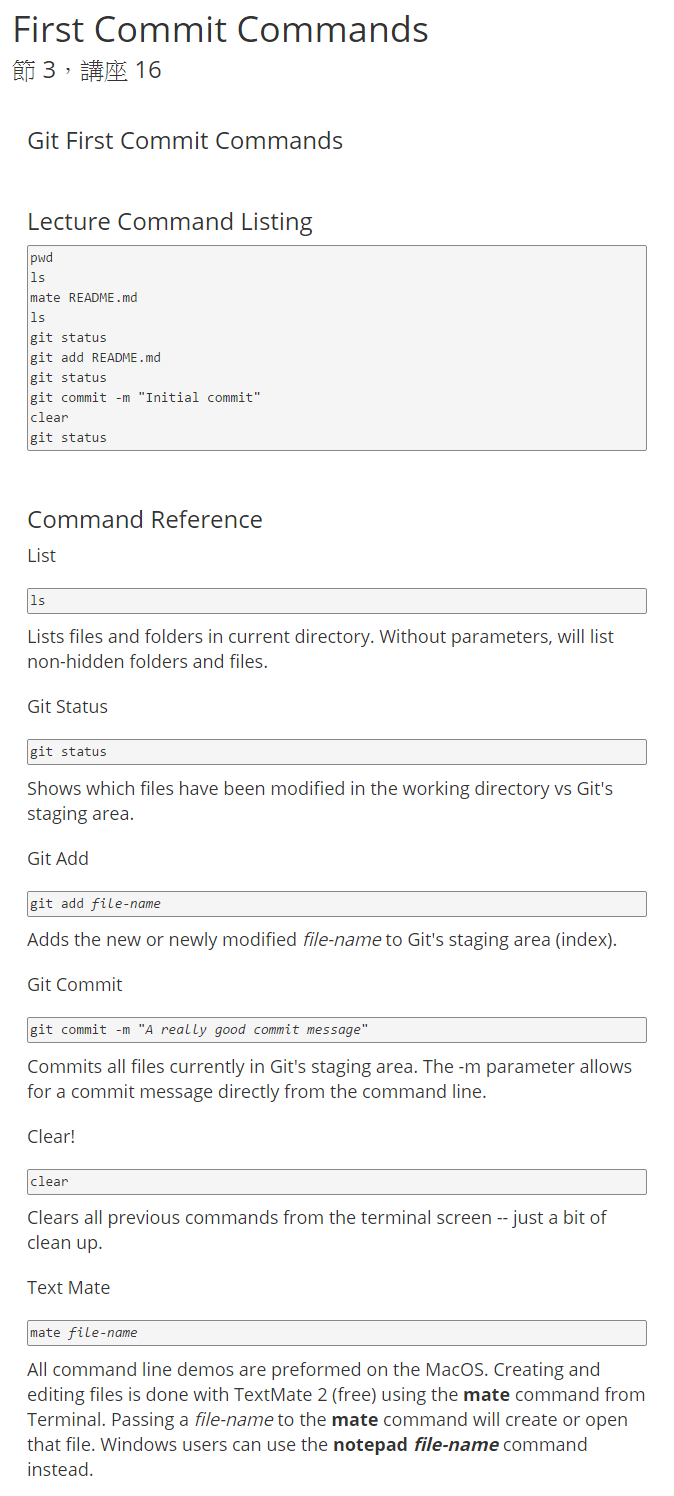 First Commit Commands
節 3，講座 16
Git First Commit Commands
Lecture Command Listing
pwd
ls
mate README.md
ls
git status
git add README.md
git status
git commit -m "Initial commit"
clear
git status
Command Reference
List
ls
Lists files and folders in current directory. Without parameters, will list
non-hidden folders and files.
Git Status
git status
Shows which files have been modified in the working directory vs Git's
staging area.
Git Add
git add file-name
Adds the new or newly modified file-name to Git's staging area (index).
Git Commit
git commit -m "A really good commit message"
Commits all files currently in Git's staging area. The -m parameter allows
for a commit message directly from the command line.
Clear!
clear
Clears all previous commands from the terminal screen -- just a bit of
clean up.
Text Mate
mate file-name
All command line demos are preformed on the MacOS. Creating and
editing files is done with TextMate 2 (free) using the mate command from
Terminal. Passing a file-name to the mate command will create or open
that file. Windows users can use the notepad file-name command
instead.